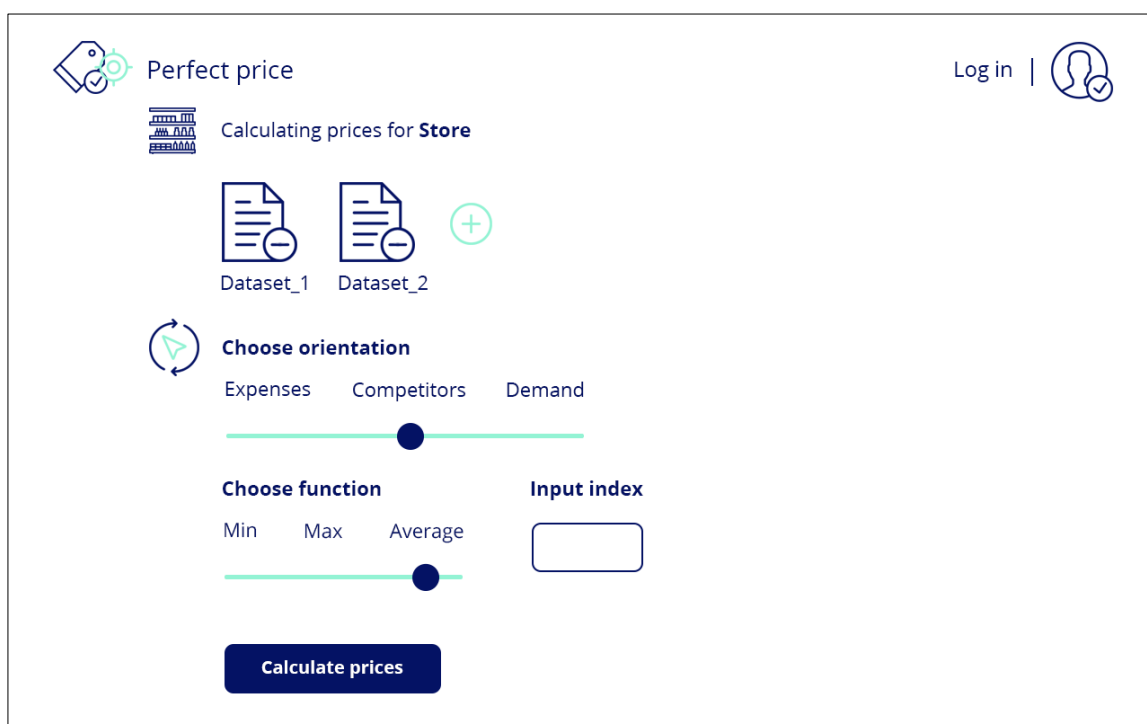 Perfect price
Log in |
Calculating prices for Store
Dataset_1 Dataset_2
Choose orientation
Expenses Competitors Demand
Choose function Input index
Min Max Average
Calculate prices